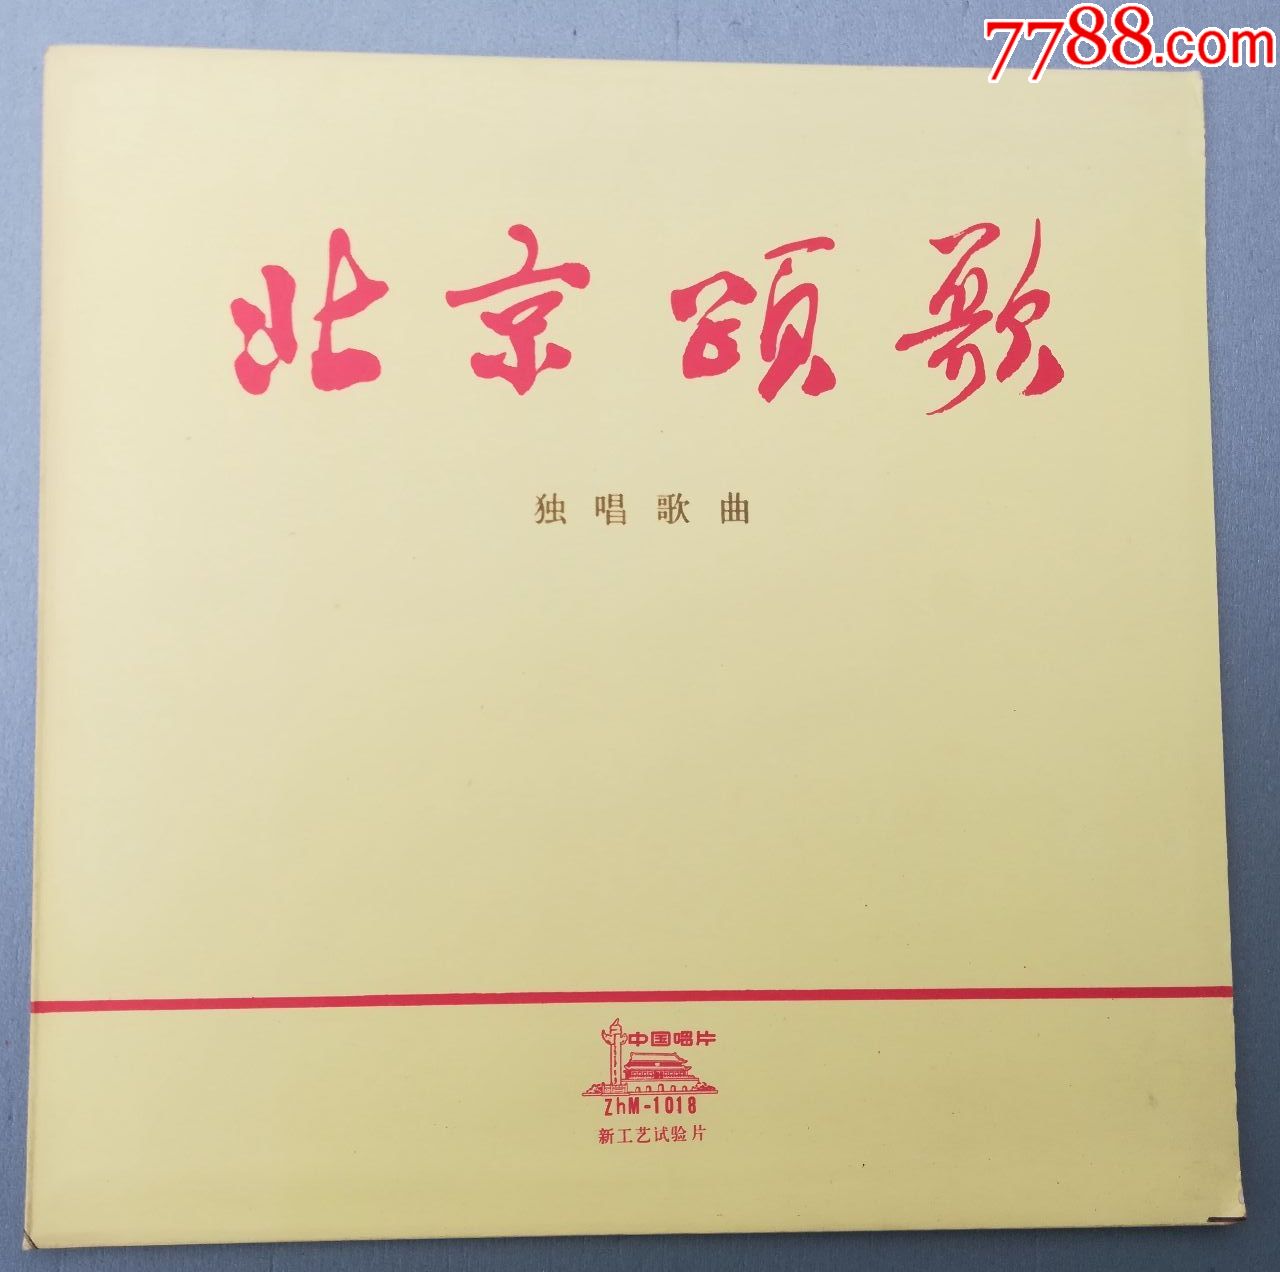 7788.com
北京颂歌
独唱歌曲
中国唱片
ZhM-1018
新工艺试验片